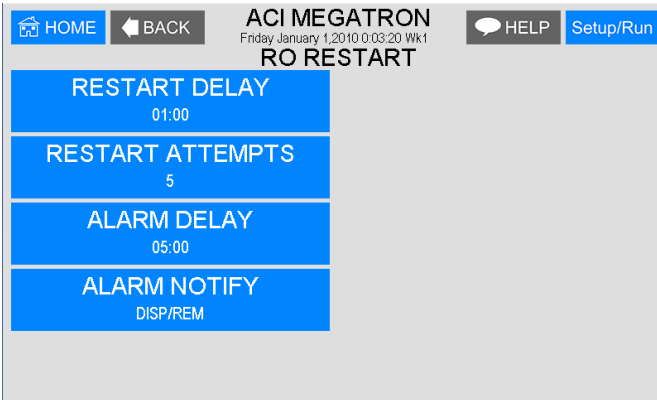 HOME
BACK
ACI MEGATRON
Friday January 1,2010 0:03:20 Wk1
RO RESTART
HELP
Setup/Run
RESTART DELAY
01:00
RESTART ATTEMPTS
5
ALARM DELAY
05:00
ALARM NOTIFY
DISP/REM